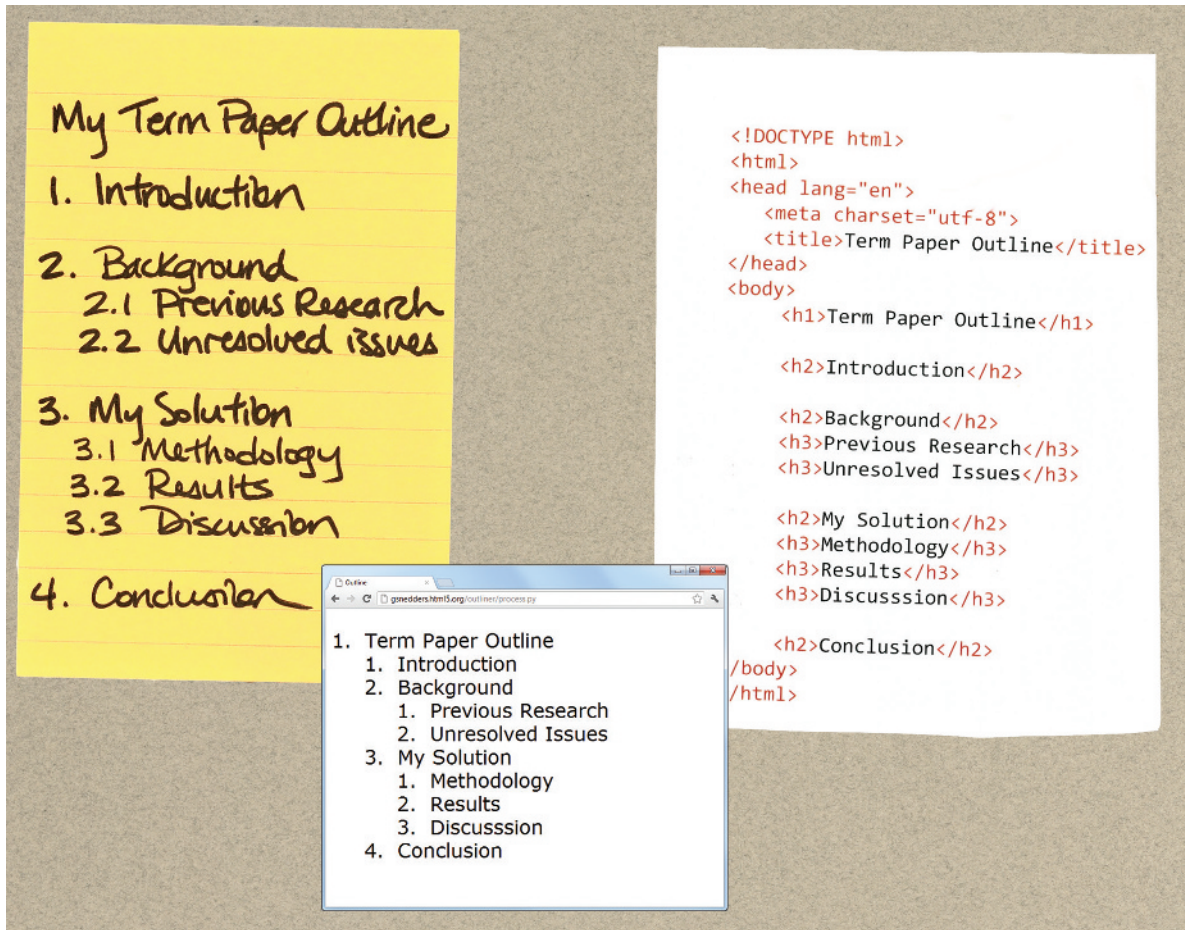 My Term Paper Outline
1. Introduction
2. Background
2.1 Previous Research
2.2 Unresolved issues
3. My Solution
3.1 Methodology
3.2 Results
3.3 Discussion
4. Conclusion
<!DOCTYPE html>
<html>
<head lang="en">
<meta charset="utf-8">
<title>Term Paper Outline</title>
</head>
<body>
<h1>Term Paper Outline</h1>
<h2>Introduction</h2>
<h2>Background</h2>
<h3>Previous Research</h3>
<h3>Unresolved Issues</h3>
<h2>My Solution</h2>
<h3>Methodology</h3>
<h3>Results</h3>
<h3>Discusssion</h3>
<h2>Conclusion</h2>
/body>
/html>
Outline
gsnedders.html5.org/outliner/process.py
1. Term Paper Outline
1. Introduction
2. Background
1. Previous Research
2. Unresolved Issues
3. My Solution
1. Methodology
2. Results
3. Discusssion
4. Conclusion